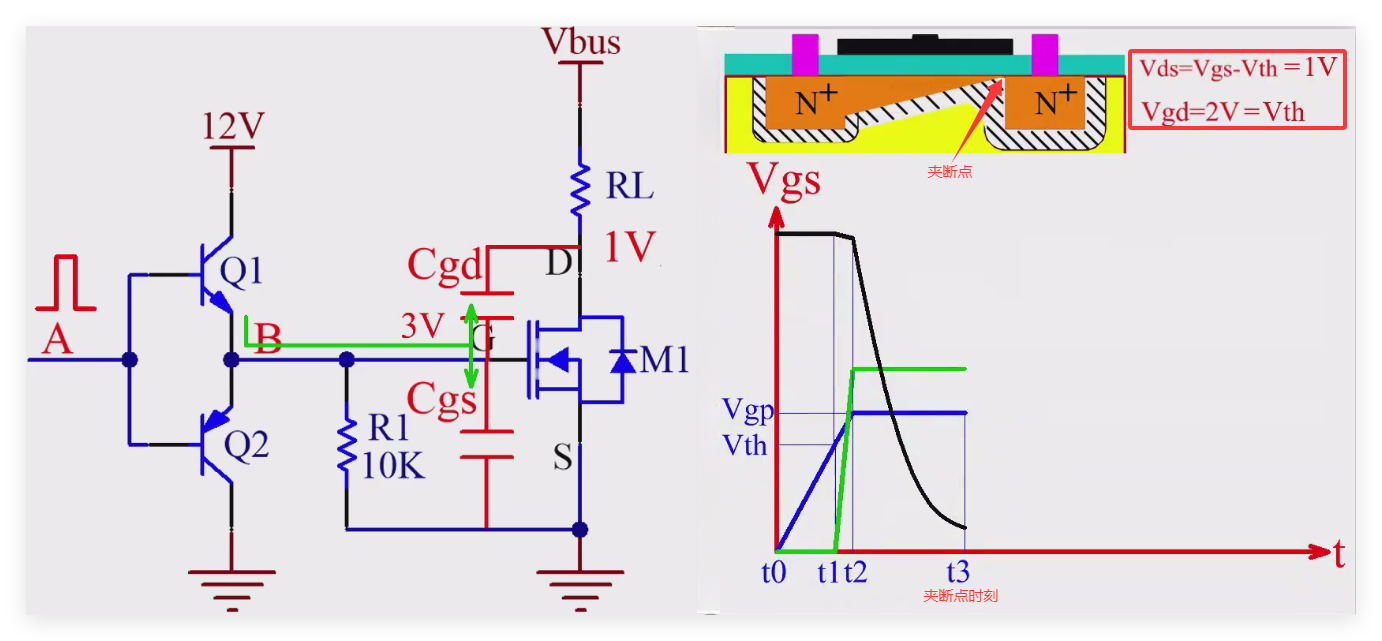 Vbus
12V
RL
1V
D
Cgd
Q1
A
B
3V
G
M1
Cgs
R1
10K
Q2
S
N+
N+
Vds=Vgs-Vth=1V
Vgd=2V=Vth
夹断点
Vgs
Vgp
Vth
t
t0
t1
t2
t3
夹断点时刻